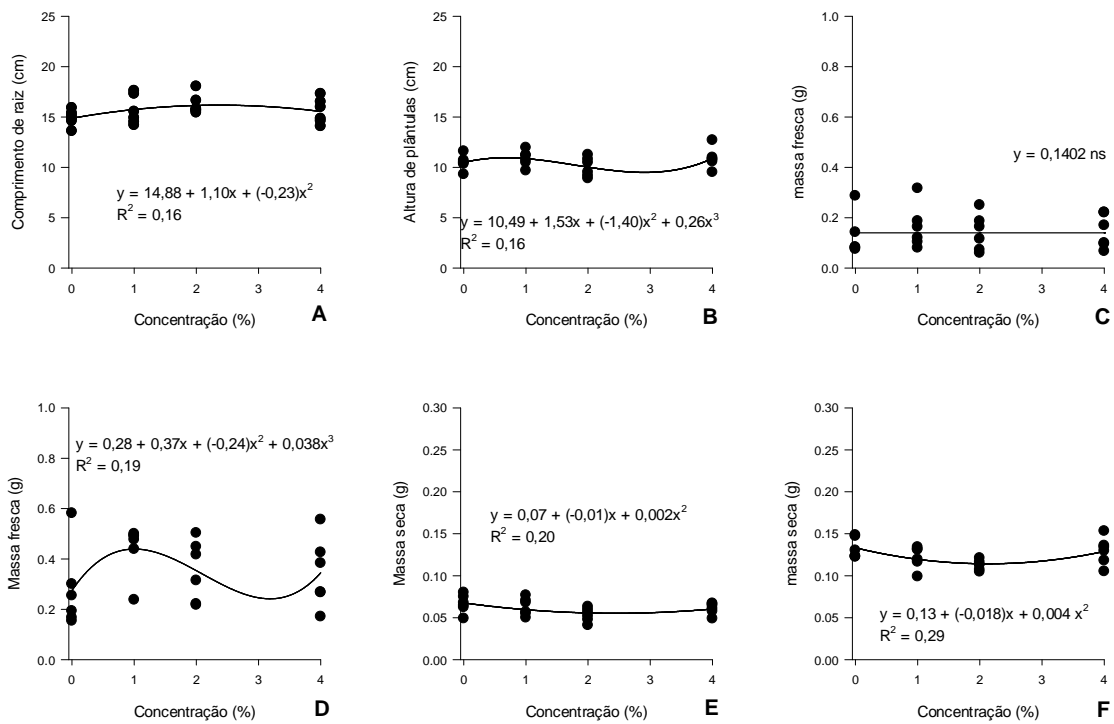 Comprimento de raiz (cm)
25
20
15
10
5
0
y = 14,88 + 1,10x + (-0,23)x²
R² = 0,16
0 1 2 3 4
Concentração (%)
A
Altura de plântulas (cm)
25
20
15
10
5
0
y = 10,49 + 1,53x + (-1,40)x² + 0,26x³
R² = 0,16
0 1 2 3 4
Concentração (%)
B
massa fresca (g)
1.0
0.8
0.6
0.4
0.2
0.0
y = 0,1402 ns
0 1 2 3 4
Concentração (%)
C
Massa fresca (g)
1.0
0.8
0.6
0.4
0.2
0.0
y = 0,28 + 0,37x + (-0,24)x² + 0,038x³
R² = 0,19
0 1 2 3 4
Concentração (%)
D
Massa seca (g)
0.30
0.25
0.20
0.15
0.10
0.05
0.00
y = 0,07 + (-0,01)x + 0,002x²
R² = 0,20
0 1 2 3 4
Concentração (%)
E
massa seca (g)
0.30
0.25
0.20
0.15
0.10
0.05
0.00
y = 0,13 + (-0,018)x + 0,004 x²
R² = 0,29
0 1 2 3 4
Concentração (%)
F